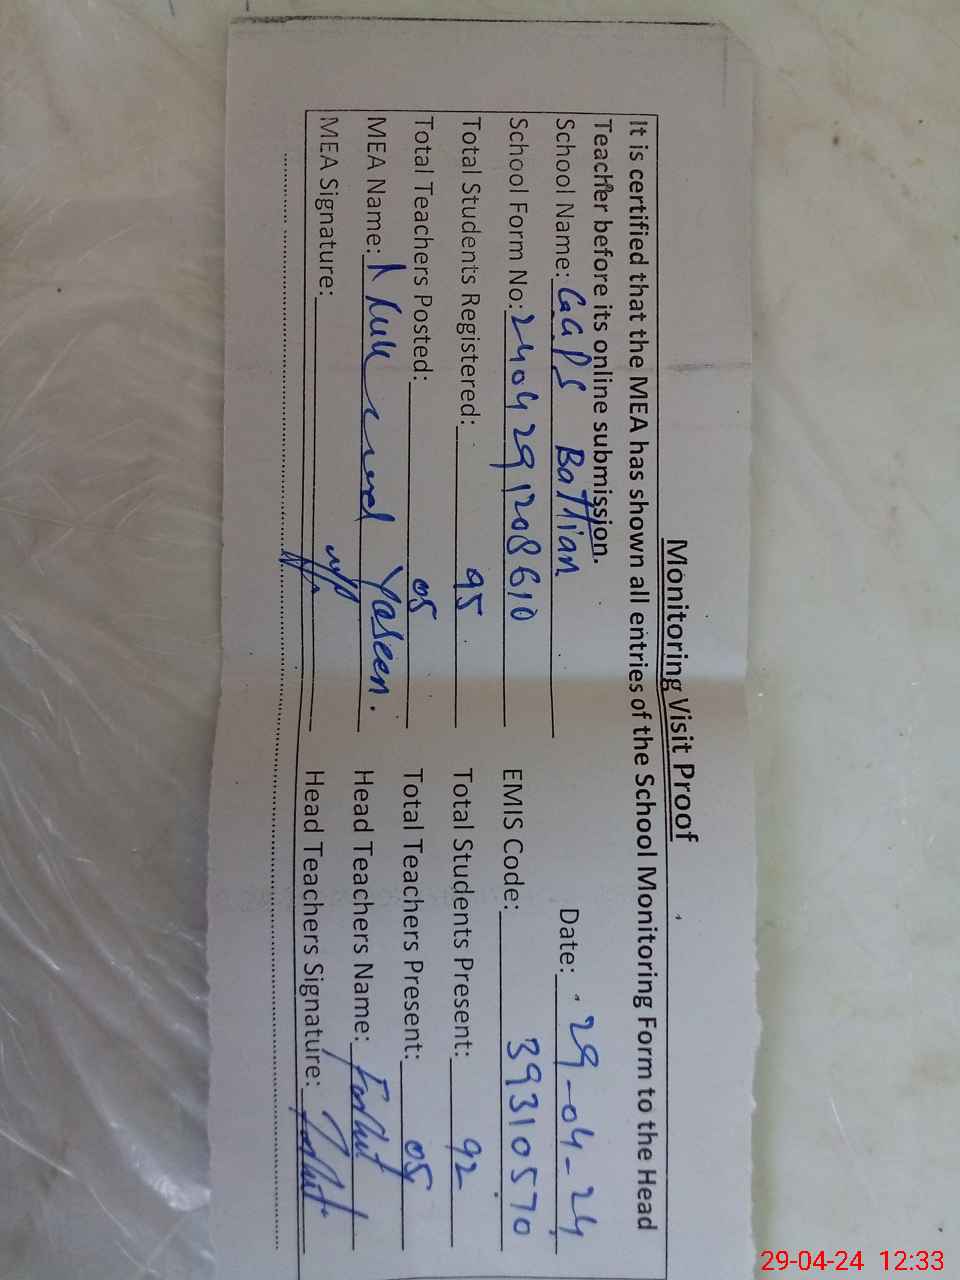 Monitoring Visit Proof
It is certified that the MEA has shown all entries of the School Monitoring Form to the Head
Teacher before its online submission.
School Name: GGPS Battian Date: 29-04-24
School Form No: 2404291208610 EMIS Code: 39310570
Total Students Registered: 95 Total Students Present: 92
Total Teachers Posted: 05 Total Teachers Present: 05
MEA Name: Yaseen. Head Teachers Name:
MEA Signature: Head Teachers Signature:
29-04-24 12:33